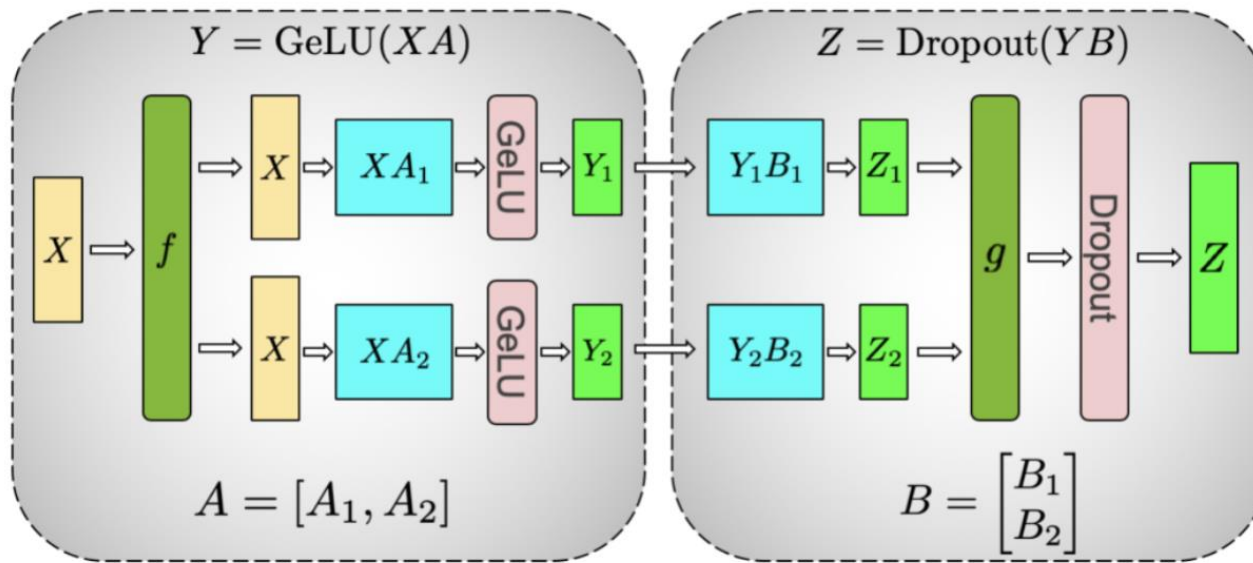 Y = GeLU(XA)
X
f
X
XA₁
GeLU
Y₁
X
XA₂
GeLU
Y₂
A = [A₁, A₂]
Z = Dropout(YB)
Y₁B₁
Z₁
Y₂B₂
Z₂
g
Dropout
Z
B = [B₁
B₂]